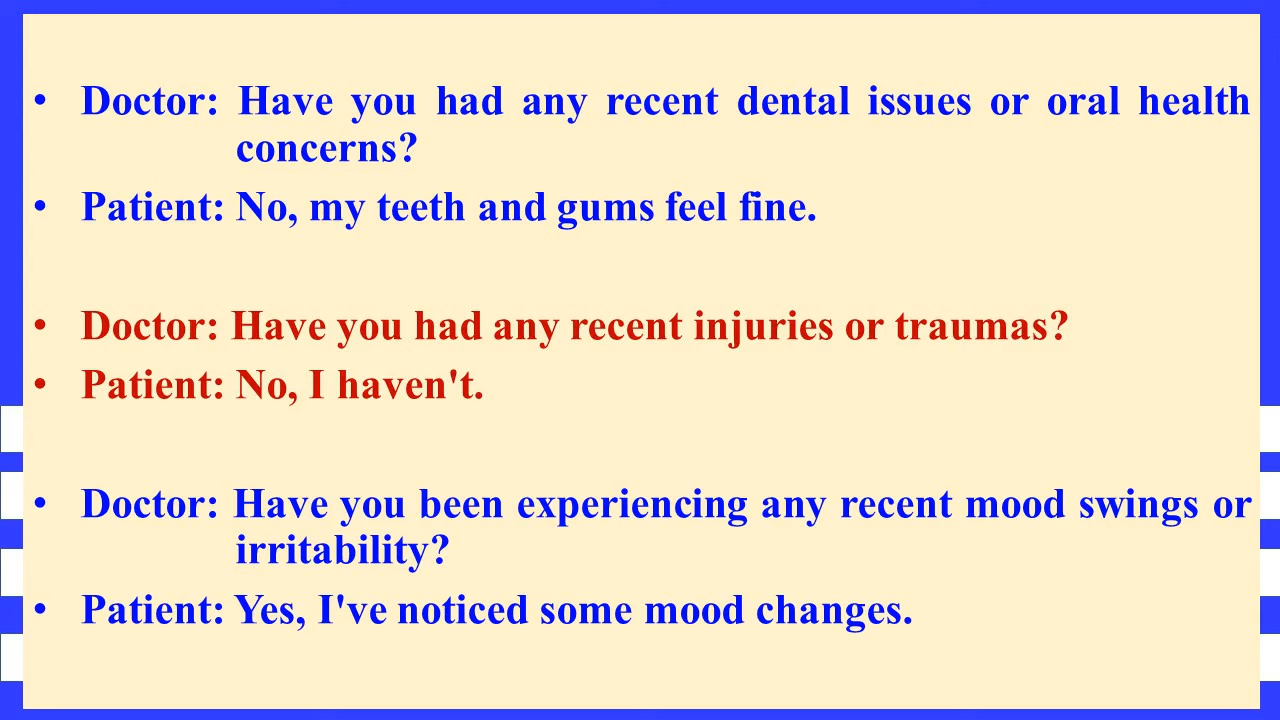 • Doctor: Have you had any recent dental issues or oral health
concerns?
• Patient: No, my teeth and gums feel fine.
• Doctor: Have you had any recent injuries or traumas?
• Patient: No, I haven't.
• Doctor: Have you been experiencing any recent mood swings or
irritability?
• Patient: Yes, I've noticed some mood changes.